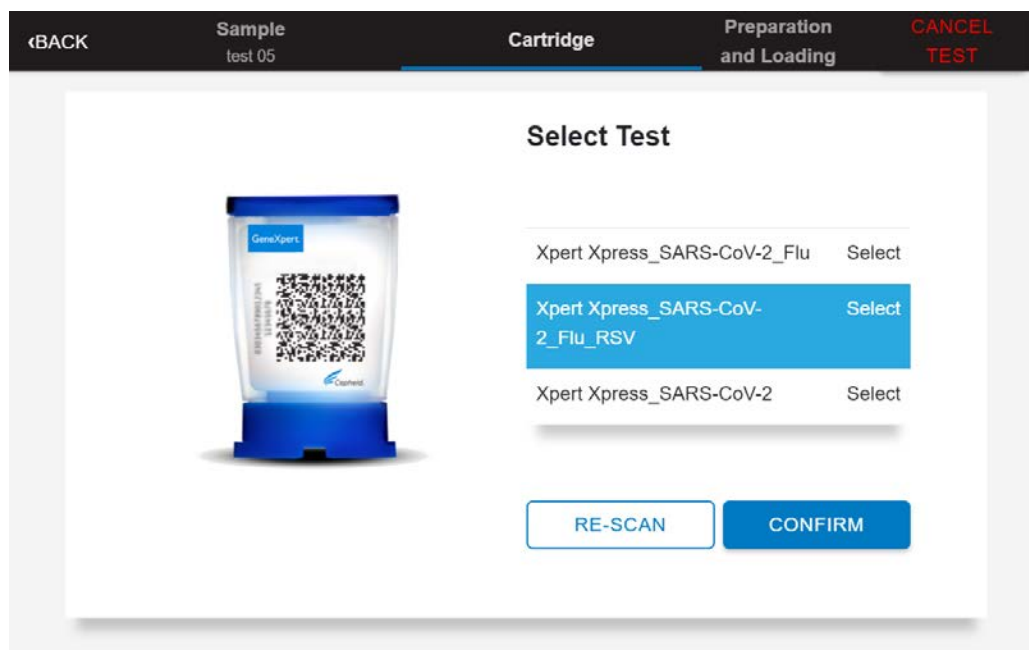 ‹BACK
Sample
test 05
Cartridge
Preparation
and Loading
CANCEL
TEST
Select Test
GeneXpert.
Cepheid.
Xpert Xpress_SARS-CoV-2_Flu Select
Xpert Xpress_SARS-CoV- Select
2_Flu_RSV
Xpert Xpress_SARS-CoV-2 Select
RE-SCAN
CONFIRM